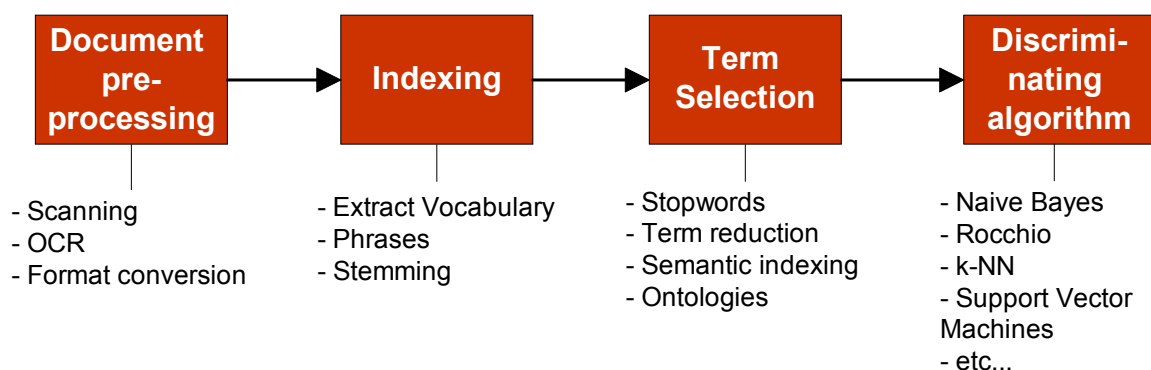 Document
pre-
processing
Indexing
Term
Selection
Discrimi-
nating
algorithm
- Scanning
- OCR
- Format conversion
- Extract Vocabulary
- Phrases
- Stemming
- Stopwords
- Term reduction
- Semantic indexing
- Ontologies
- Naive Bayes
- Rocchio
- k-NN
- Support Vector
Machines
- etc...